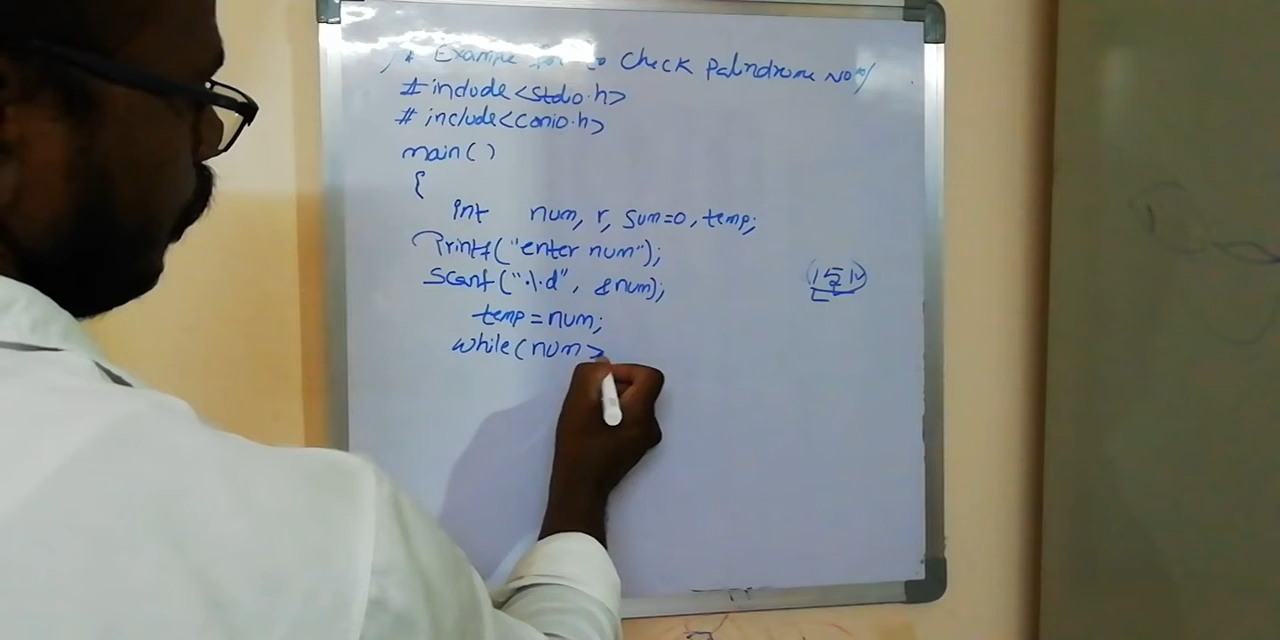 /* Example to Check Palindrome No*/
#include<stdio.h>
#include<conio.h>
main()
{
int num, r, sum=0, temp;
Printf("enter num");
Scanf("%d", &num);
temp=num;
while(num>